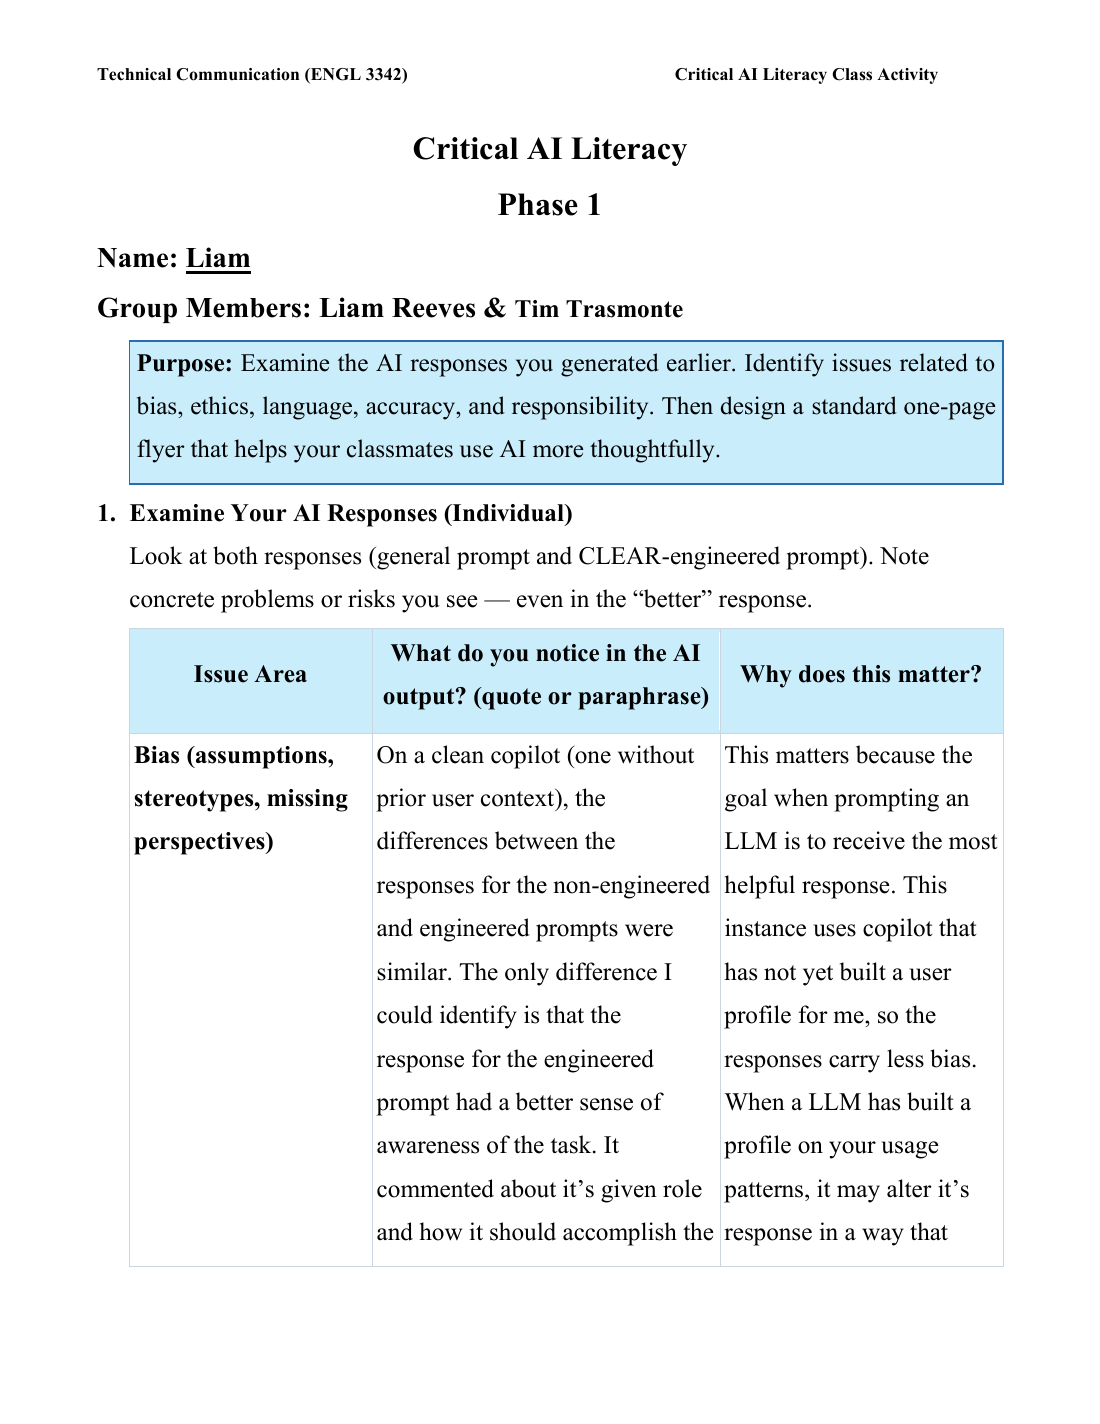 Technical Communication (ENGL 3342) Critical AI Literacy Class Activity
Critical AI Literacy
Phase 1
Name: Liam
Group Members: Liam Reeves & Tim Trasmonte
Purpose: Examine the AI responses you generated earlier. Identify issues related to
bias, ethics, language, accuracy, and responsibility. Then design a standard one-page
flyer that helps your classmates use AI more thoughtfully.
1. Examine Your AI Responses (Individual)
Look at both responses (general prompt and CLEAR-engineered prompt). Note
concrete problems or risks you see — even in the “better” response.
Issue Area
What do you notice in the AI
output? (quote or paraphrase)
Why does this matter?
Bias (assumptions,
stereotypes, missing
perspectives)
On a clean copilot (one without
prior user context), the
differences between the
responses for the non-engineered
and engineered prompts were
similar. The only difference I
could identify is that the
response for the engineered
prompt had a better sense of
awareness of the task. It
commented about it’s given role
and how it should accomplish the
This matters because the
goal when prompting an
LLM is to receive the most
helpful response. This
instance uses copilot that
has not yet built a user
profile for me, so the
responses carry less bias.
When a LLM has built a
profile on your usage
patterns, it may alter it’s
response in a way that